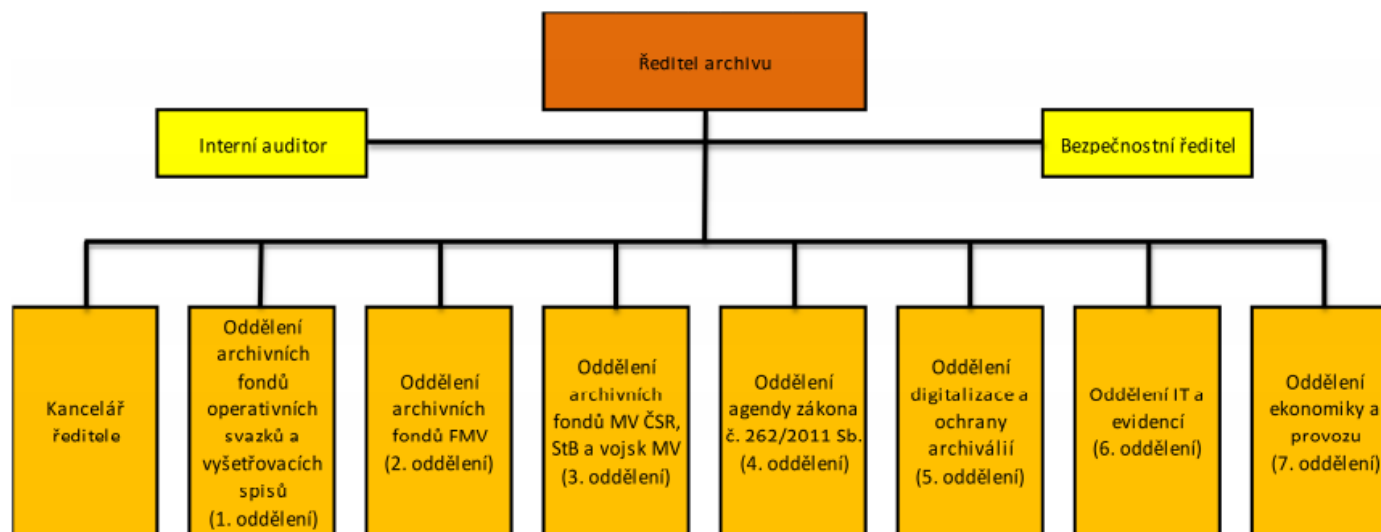 Ředitel archivu
Interní auditor
Bezpečnostní ředitel
Kancelář
ředitele
Oddělení
archivních
fondů
operativních
svazků a
vyšetřovacích
spisů
(1. oddělení)
Oddělení
archivních
fondů FMV
(2. oddělení)
Oddělení
archivních
fondů MV ČSR,
StB a vojsk MV
(3. oddělení)
Oddělení
agendy zákona
č. 262/2011 Sb.
(4. oddělení)
Oddělení
digitalizace a
ochrany
archiválií
(5. oddělení)
Oddělení IT a
evidencí
(6. oddělení)
Oddělení
ekonomiky a
provozu
(7. oddělení)